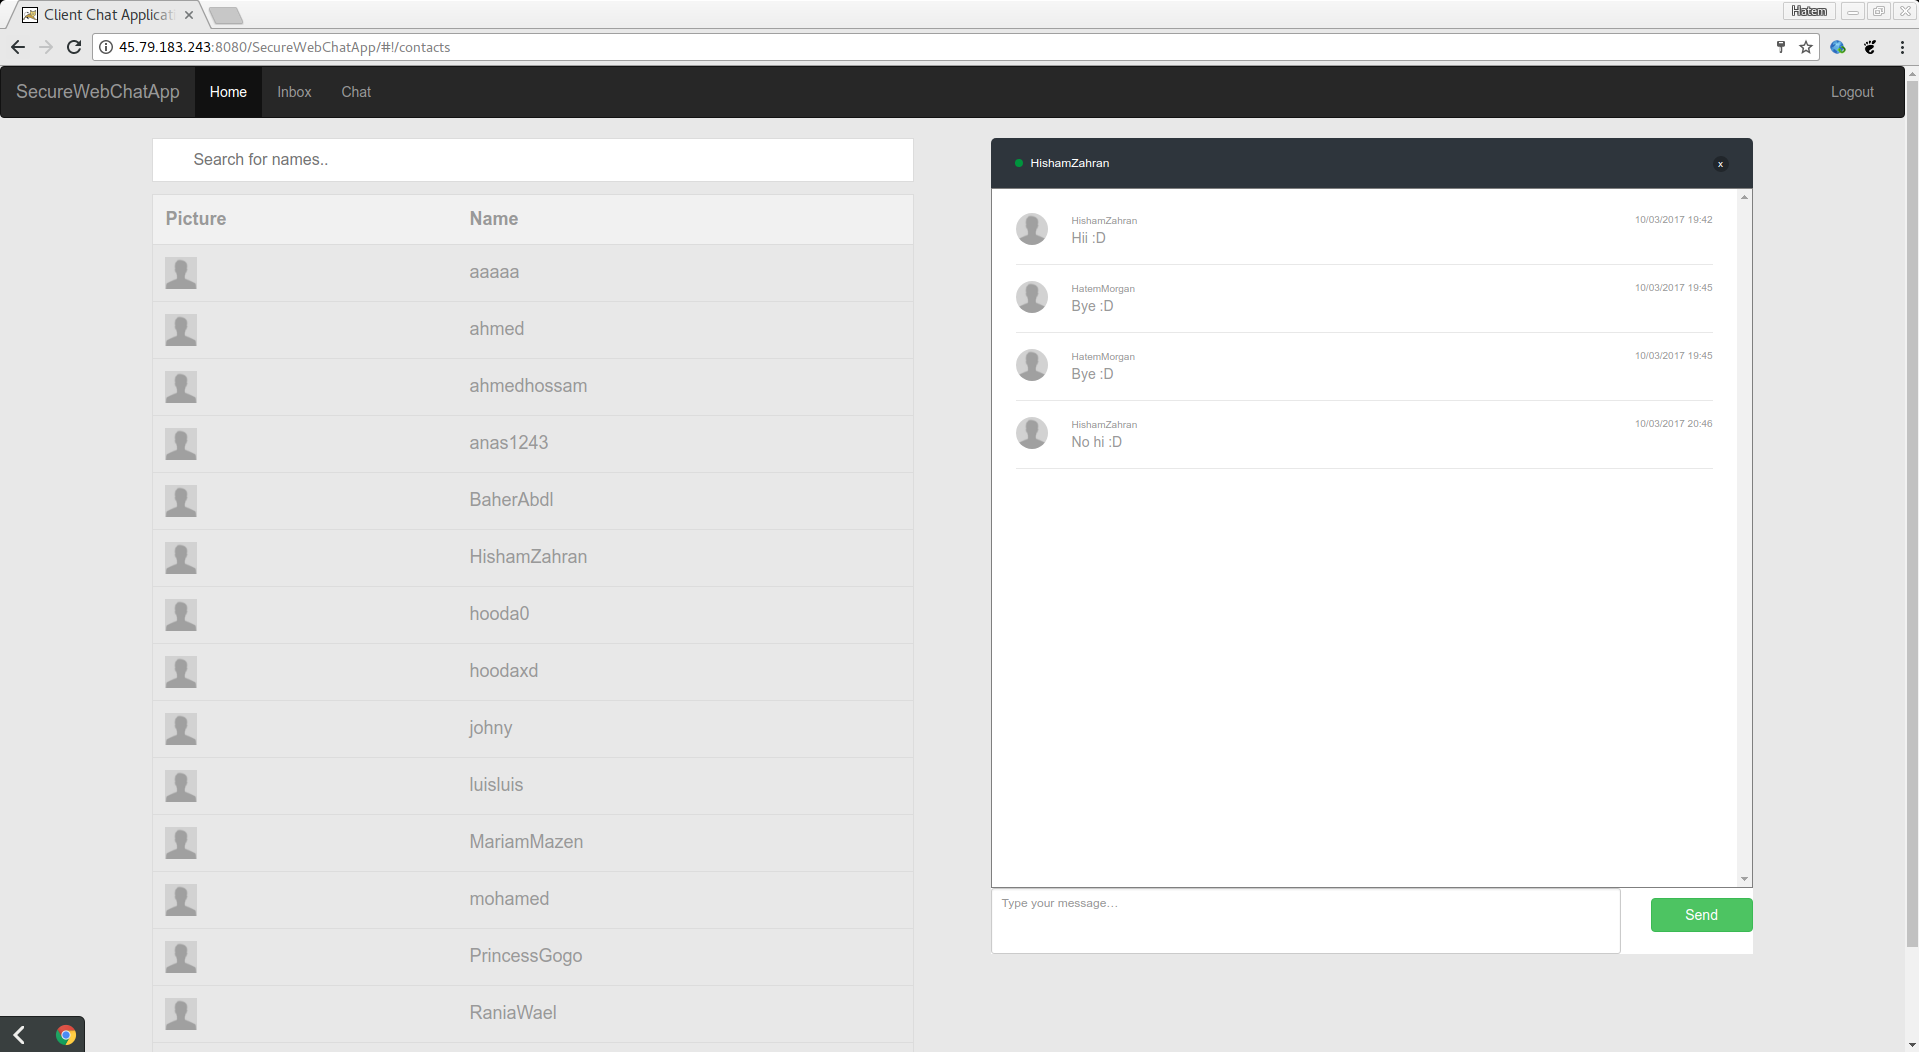 Client Chat Applicat
Hatem
45.79.183.243:8080/SecureWebChatApp/#!/contacts
SecureWebChatApp Home Inbox Chat Logout
Search for names..
Picture Name
aaaaa
ahmed
ahmedhossam
anas1243
BaherAbdl
HishamZahran
hooda0
hoodaxd
johny
luisluis
MariamMazen
mohamed
PrincessGogo
RaniaWael
HishamZahran x
HishamZahran 10/03/2017 19:42
Hii :D
HatemMorgan 10/03/2017 19:45
Bye :D
HatemMorgan 10/03/2017 19:45
Bye :D
HishamZahran 10/03/2017 20:46
No hi :D
Type your message…
Send